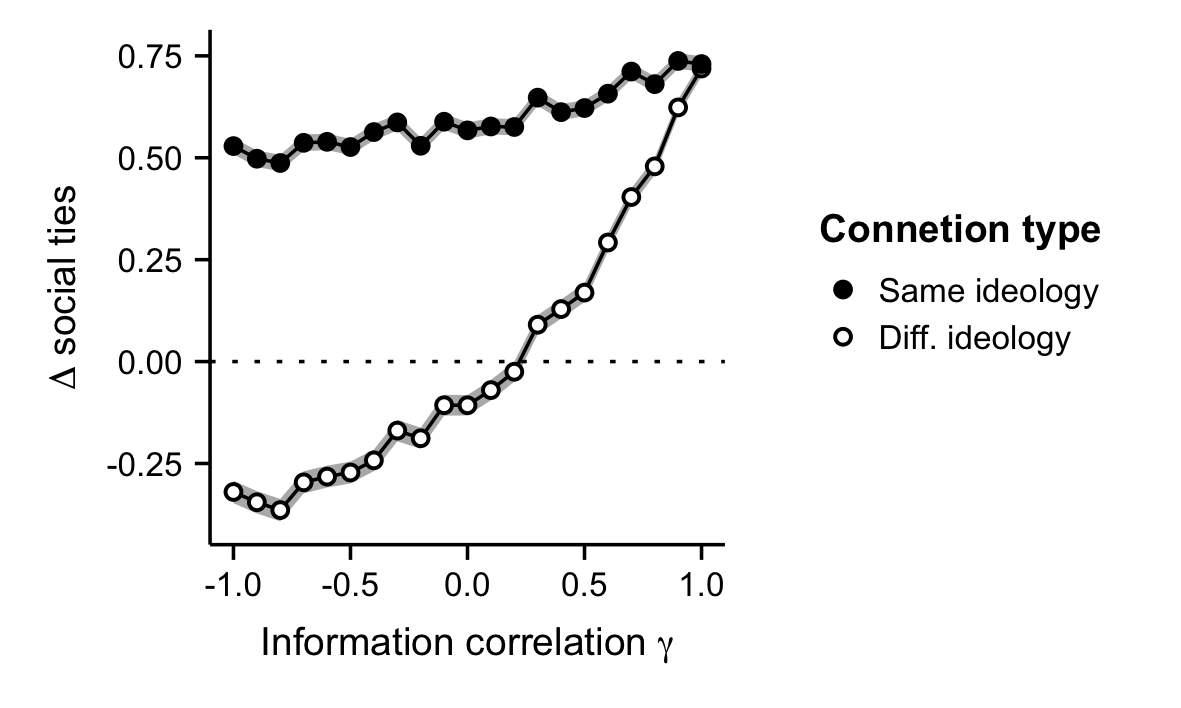 0.75
0.50
0.25
0.00
-0.25
Δ social ties
-1.0 -0.5 0.0 0.5 1.0
Information correlation γ
Connetion type
Same ideology
Diff. ideology